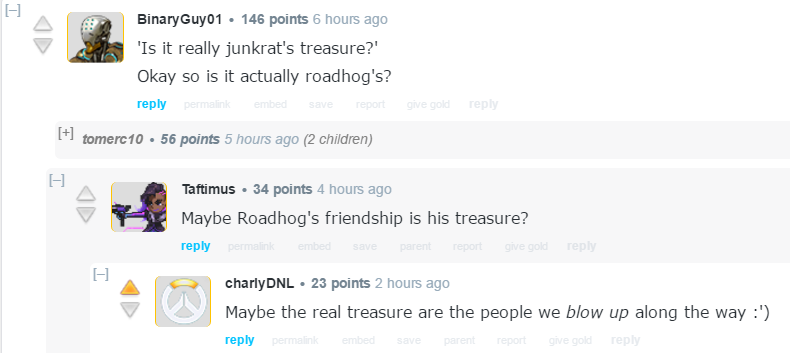 [–]
BinaryGuy01 • 146 points 6 hours ago
'Is it really junkrat's treasure?'
Okay so is it actually roadhog's?
reply permalink embed save report give gold reply
[+] tomerc10 • 56 points 5 hours ago (2 children)
[–]
Taftimus • 34 points 4 hours ago
Maybe Roadhog's friendship is his treasure?
reply permalink embed save parent report give gold reply
[–]
charlyDNL • 23 points 2 hours ago
Maybe the real treasure are the people we blow up along the way :')
reply permalink embed save parent report give gold reply